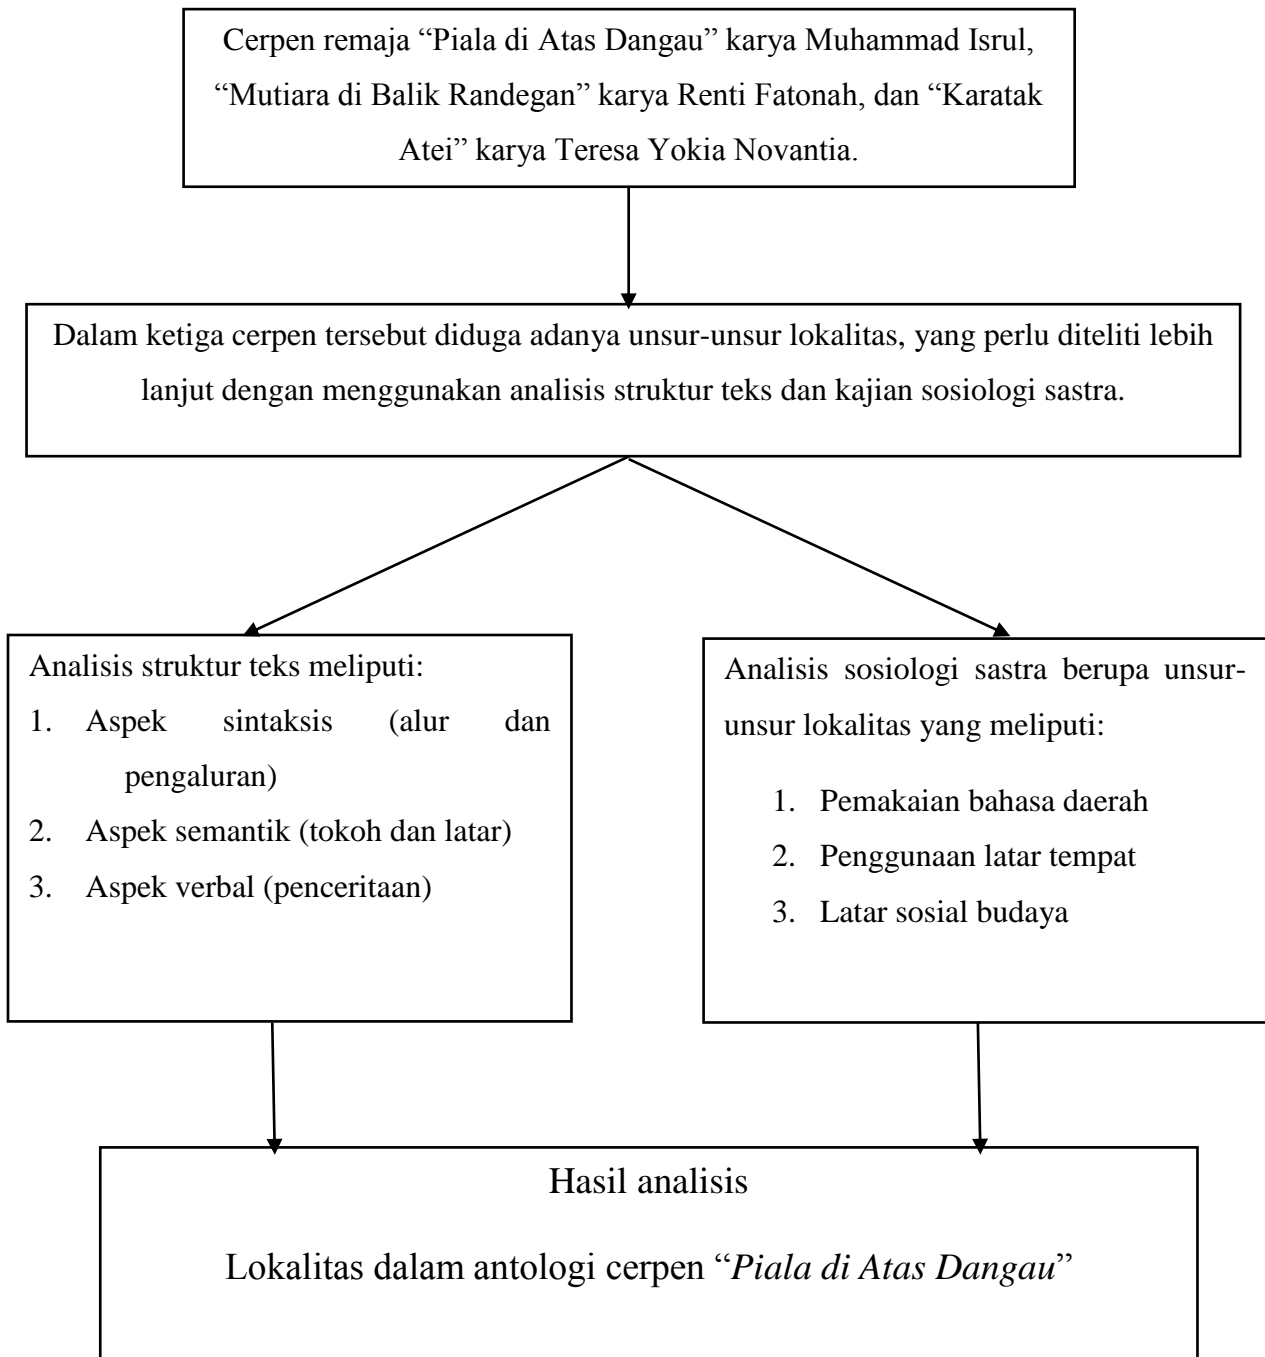 Cerpen remaja “Piala di Atas Dangau” karya Muhammad Isrul,
“Mutiara di Balik Randegan” karya Renti Fatonah, dan “Karatak
Atei” karya Teresa Yokia Novantia.
Dalam ketiga cerpen tersebut diduga adanya unsur-unsur lokalitas, yang perlu diteliti lebih
lanjut dengan menggunakan analisis struktur teks dan kajian sosiologi sastra.
Analisis struktur teks meliputi:
1. Aspek sintaksis (alur dan
pengaluran)
2. Aspek semantik (tokoh dan latar)
3. Aspek verbal (penceritaan)
Analisis sosiologi sastra berupa unsur-
unsur lokalitas yang meliputi:
1. Pemakaian bahasa daerah
2. Penggunaan latar tempat
3. Latar sosial budaya
Hasil analisis
Lokalitas dalam antologi cerpen “Piala di Atas Dangau”